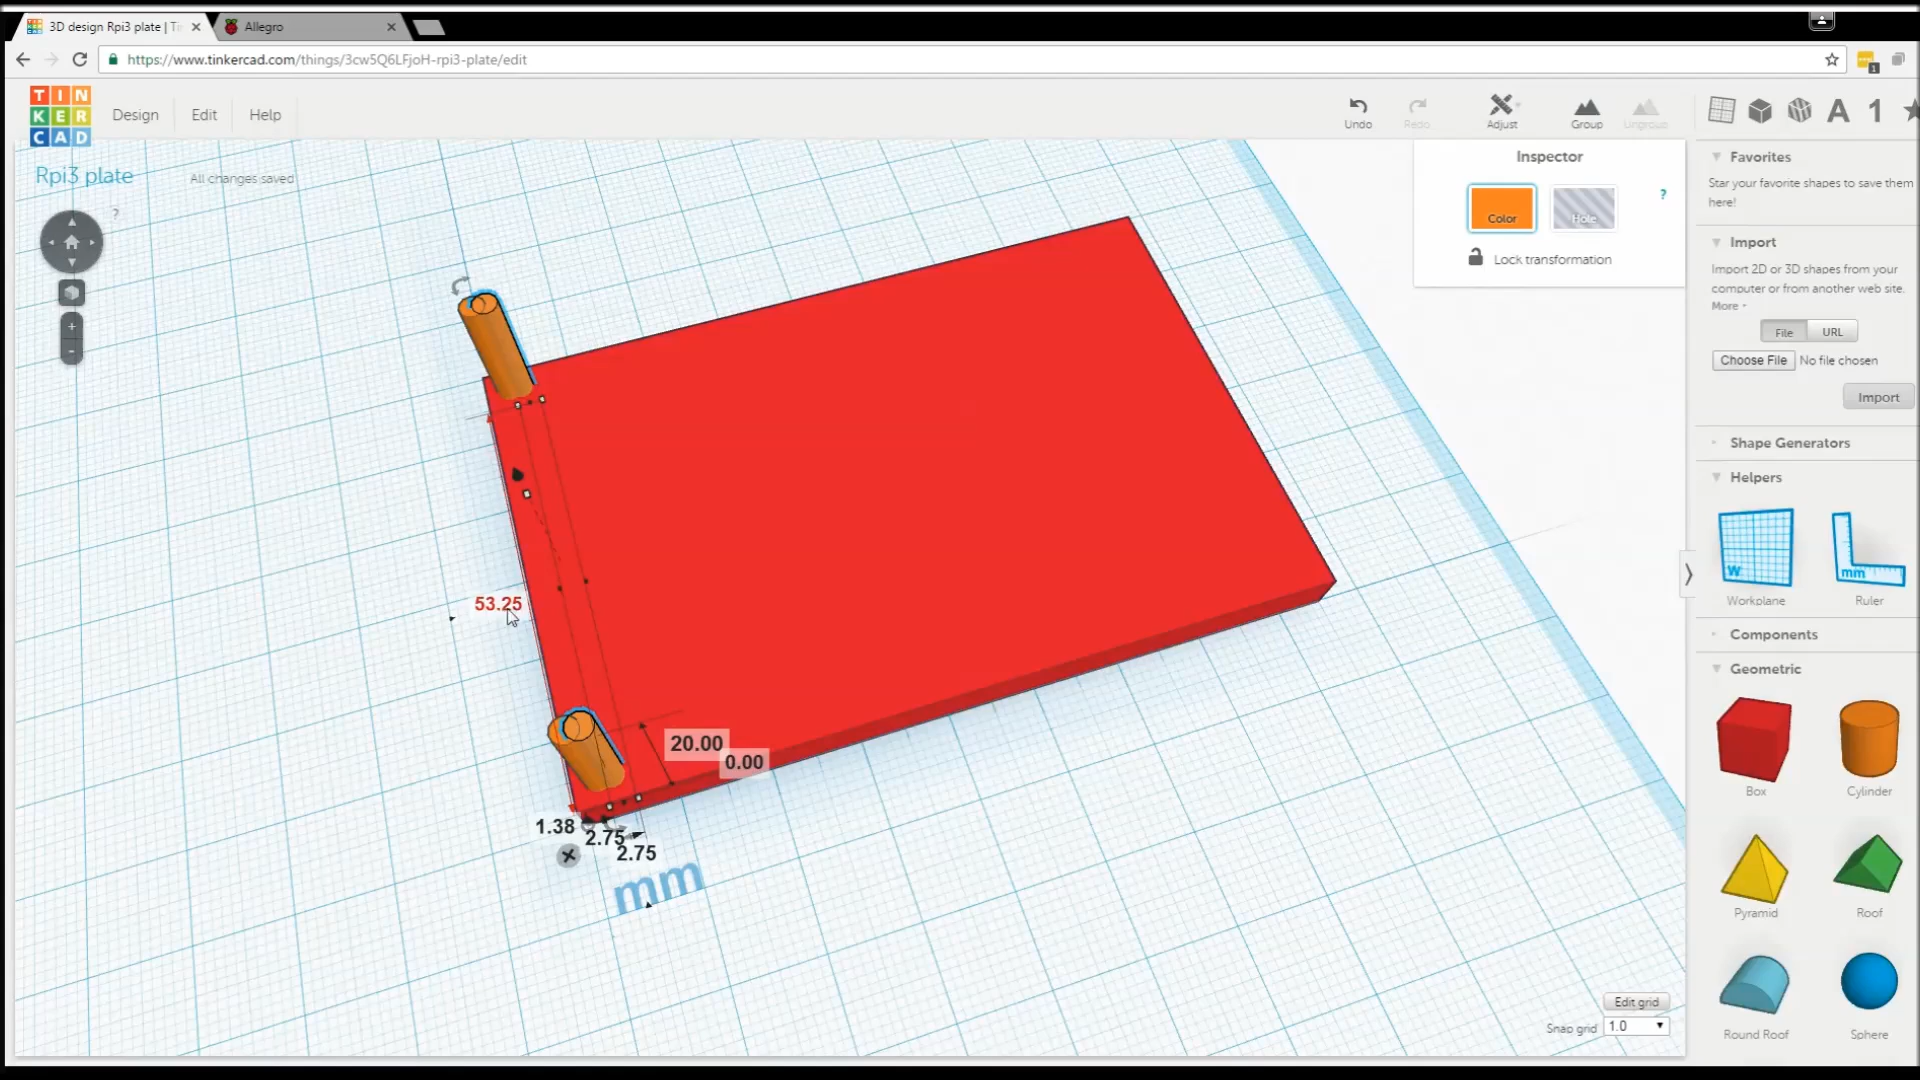 3D design Rpi3 plate | Ti
Allegro
https://www.tinkercad.com/things/3cw5Q6LFjoH-rpi3-plate/edit
1
TIN
KER
CAD
Design
Edit
Help
Undo
Redo
Adjust
Group
Ungroup
A
1
Rpi3 plate
All changes saved
?
+
-
Inspector
Color
Hole
?
Lock transformation
Favorites
Star your favorite shapes to save them
here!
Import
Import 2D or 3D shapes from your
computer or from another web site.
More
File
URL
Choose File
No file chosen
Import
Shape Generators
Helpers
W
mm
Workplane
Ruler
Components
Geometric
Box
Cylinder
Pyramid
Roof
Round Roof
Sphere
53.25
20.00
0.00
1.38
2.75
2.75
mm
Edit grid
Snap grid
1.0